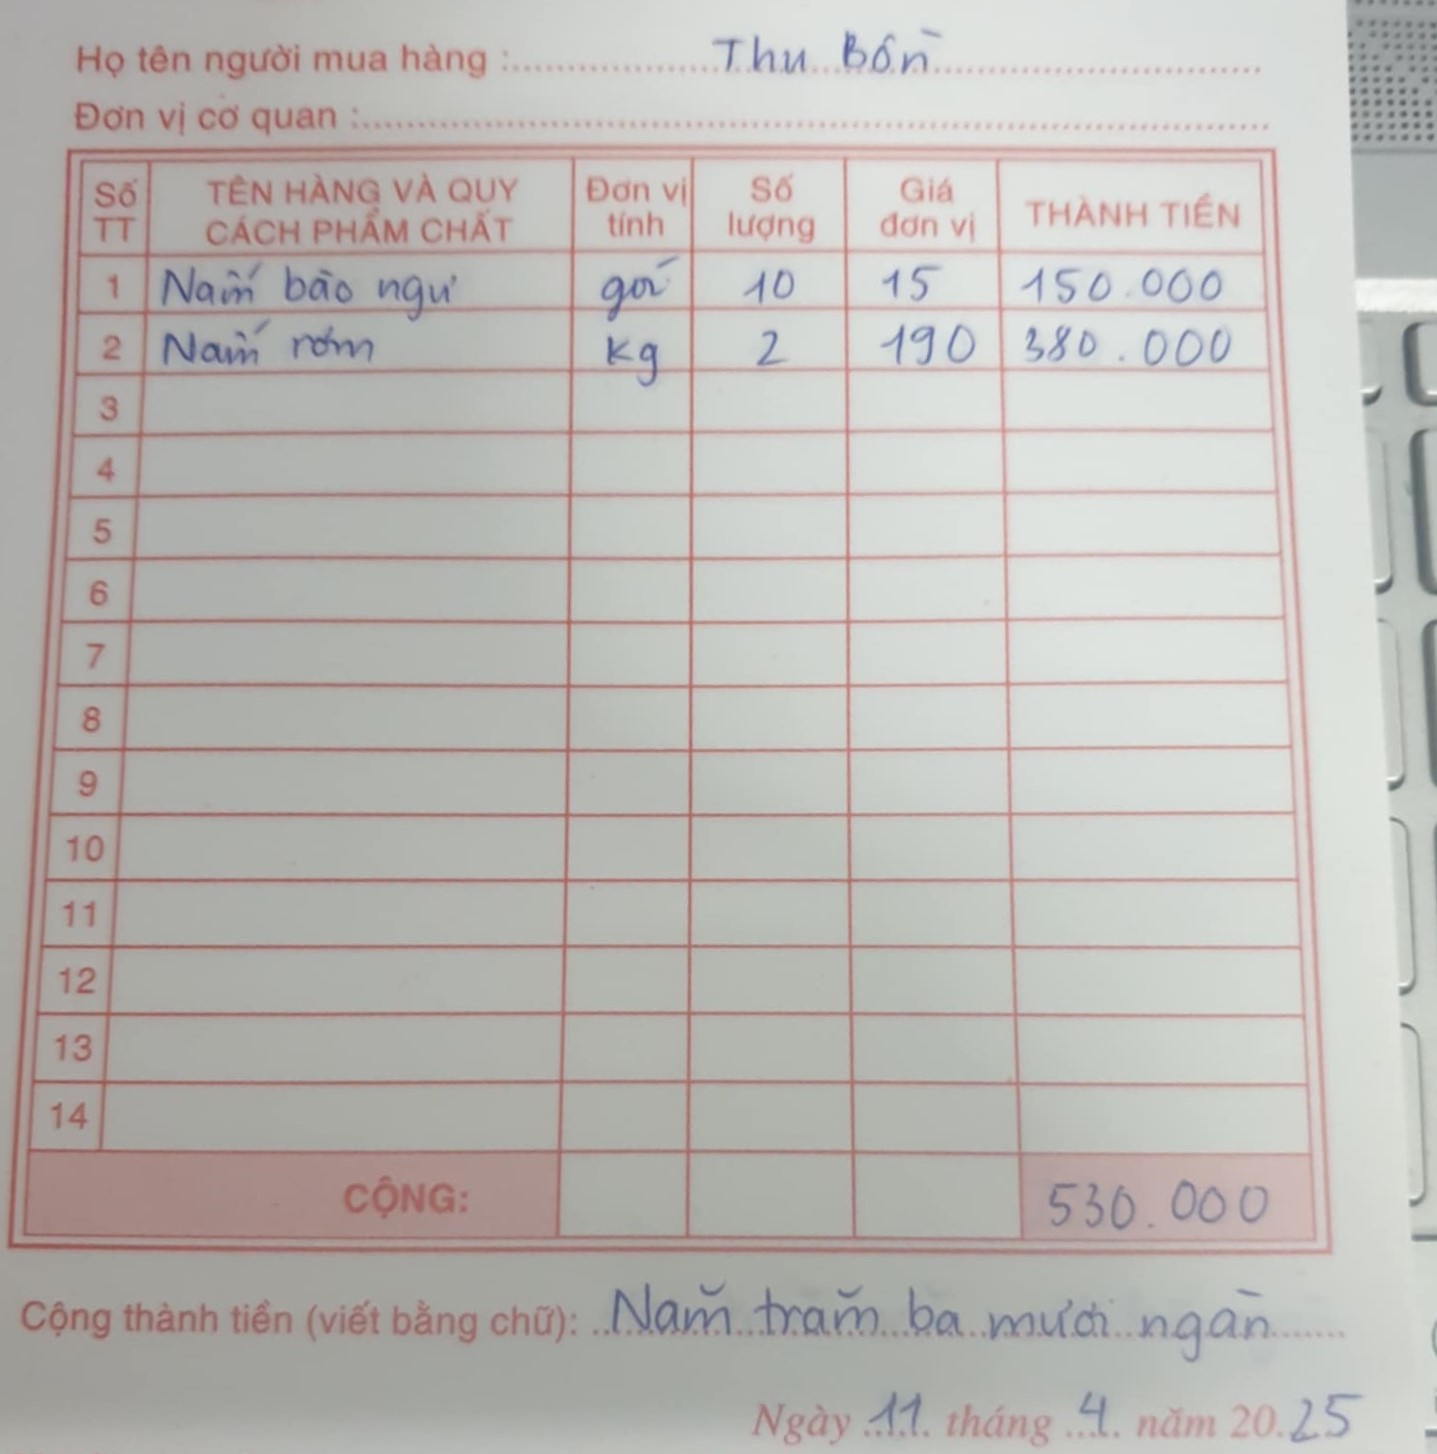 Họ tên người mua hàng : Thu Bồn
Đơn vị cơ quan :
Số TT TÊN HÀNG VÀ QUY CÁCH PHẨM CHẤT Đơn vị tính Số lượng Giá đơn vị THÀNH TIỀN
1 Nấm bào ngư gói 10 15 150.000
2 Nấm rơm kg 2 190 380.000
3
4
5
6
7
8
9
10
11
12
13
14
CỘNG: 530.000
Cộng thành tiền (viết bằng chữ): Năm trăm ba mươi ngàn
Ngày 11 tháng 4 năm 2025